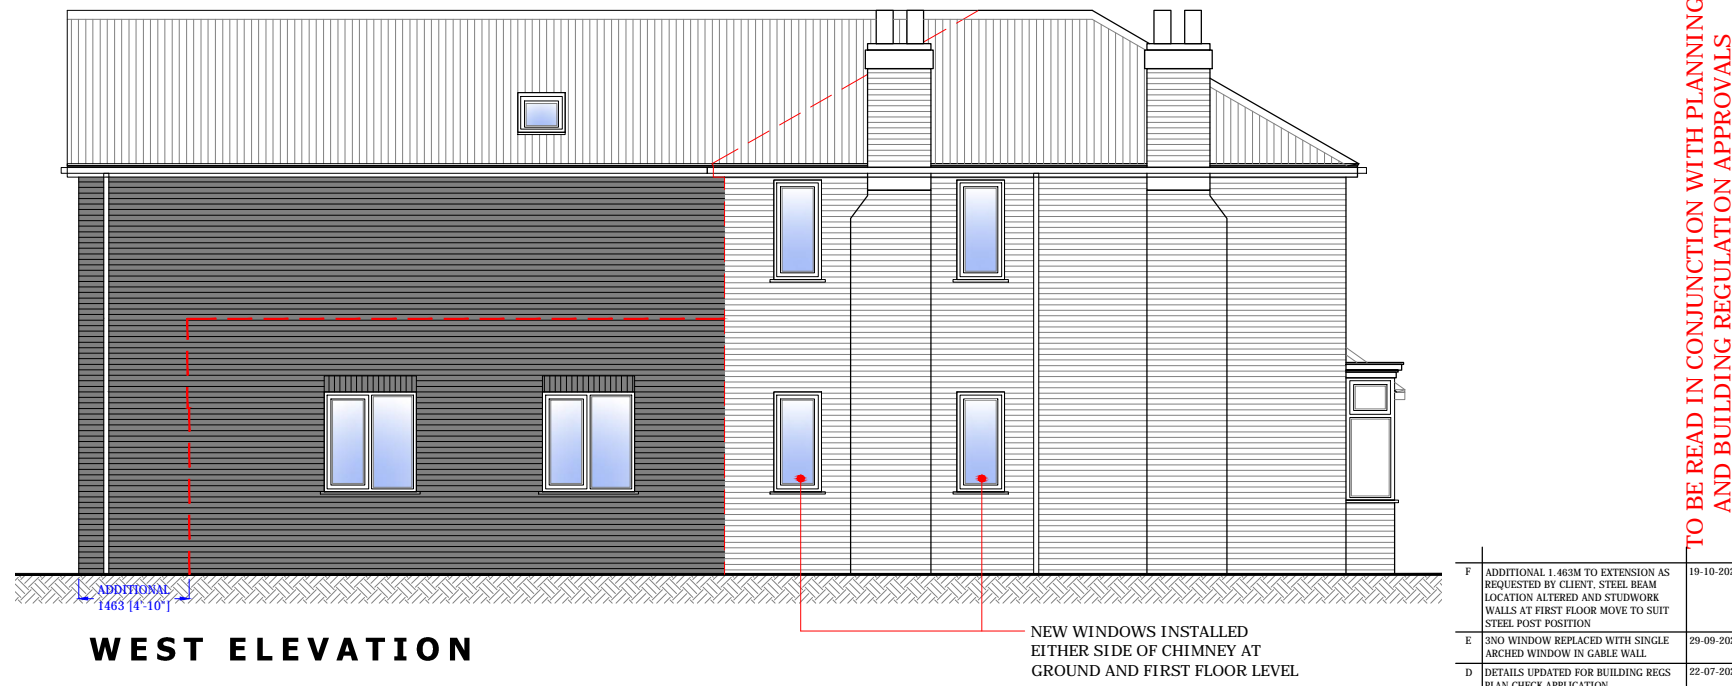 TO BE READ IN CONJUNCTION WITH PLANNING
AND BUILDING REGULATION APPROVALS
ADDITIONAL
1463 [4'-10"]
WEST ELEVATION
NEW WINDOWS INSTALLED
EITHER SIDE OF CHIMNEY AT
GROUND AND FIRST FLOOR LEVEL
F ADDITIONAL 1.463M TO EXTENSION AS 19-10-202
REQUESTED BY CLIENT, STEEL BEAM
LOCATION ALTERED AND STUDWORK
WALLS AT FIRST FLOOR MOVE TO SUIT
STEEL POST POSITION
E 3NO WINDOW REPLACED WITH SINGLE 29-09-202
ARCHED WINDOW IN GABLE WALL
D DETAILS UPDATED FOR BUILDING REGS 22-07-202
PLAN CHECK APPLICATION